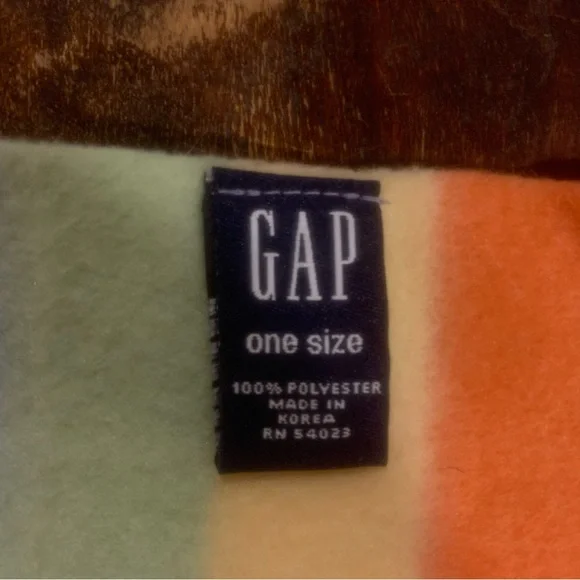 GAP
one size
100% POLYESTER
MADE IN
KOREA
RN 54023